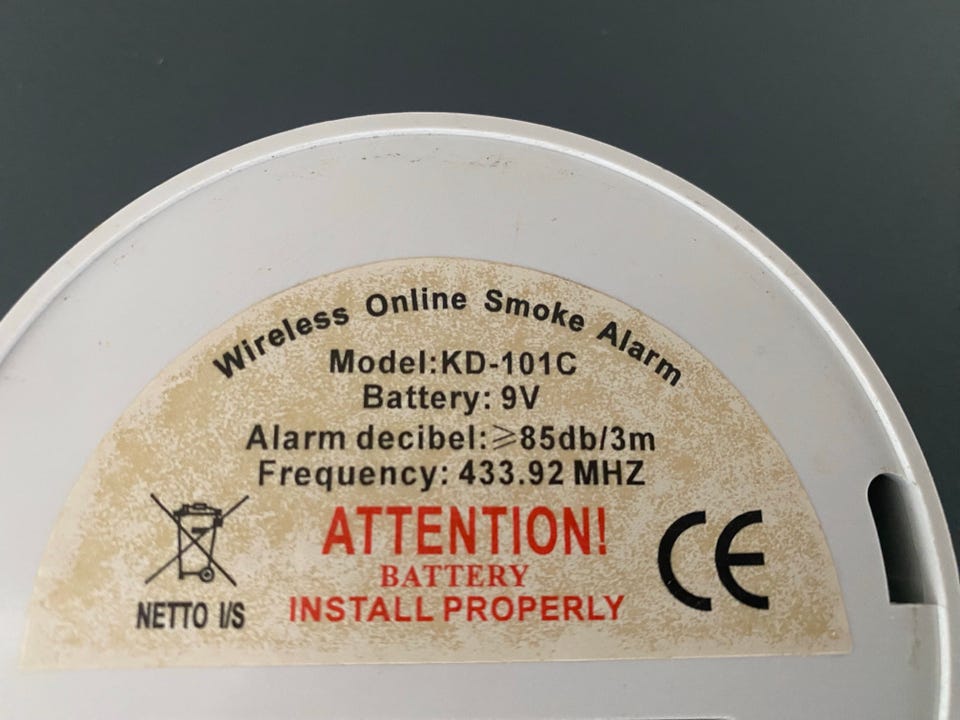 Wireless Online Smoke Alarm
Model:KD-101C
Battery: 9V
Alarm decibel:≥85db/3m
Frequency: 433.92 MHZ
ATTENTION!
BATTERY
INSTALL PROPERLY
NETTO I/S
CE